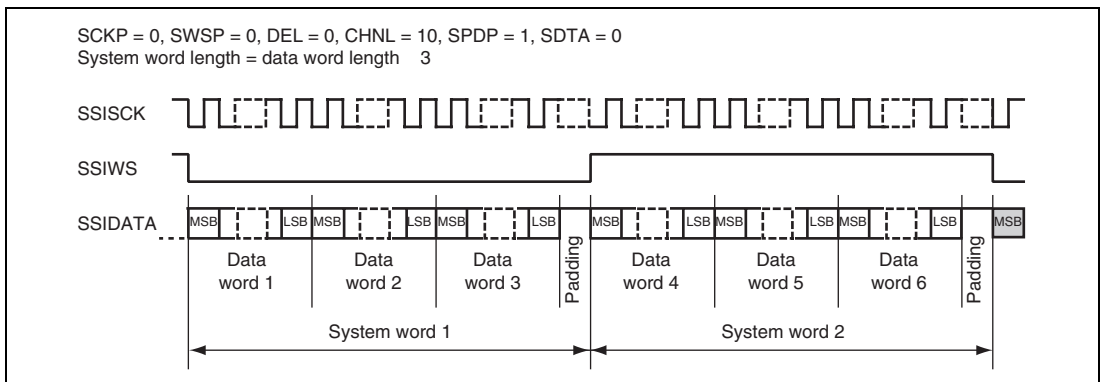 SCKP = 0, SWSP = 0, DEL = 0, CHNL = 10, SPDP = 1, SDTA = 0
System word length = data word length 3
SSISCK
SSIWS
SSIDATA MSB LSB MSB LSB MSB LSB MSB LSB MSB LSB MSB LSB MSB
Data word 1
Data word 2
Data word 3
Padding
Data word 4
Data word 5
Data word 6
Padding
System word 1
System word 2